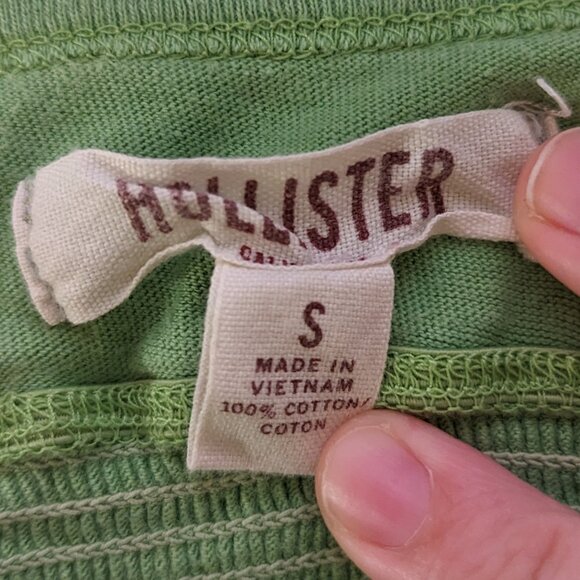 HOLLISTER
S
MADE IN
VIETNAM
100% COTTON/
COTON